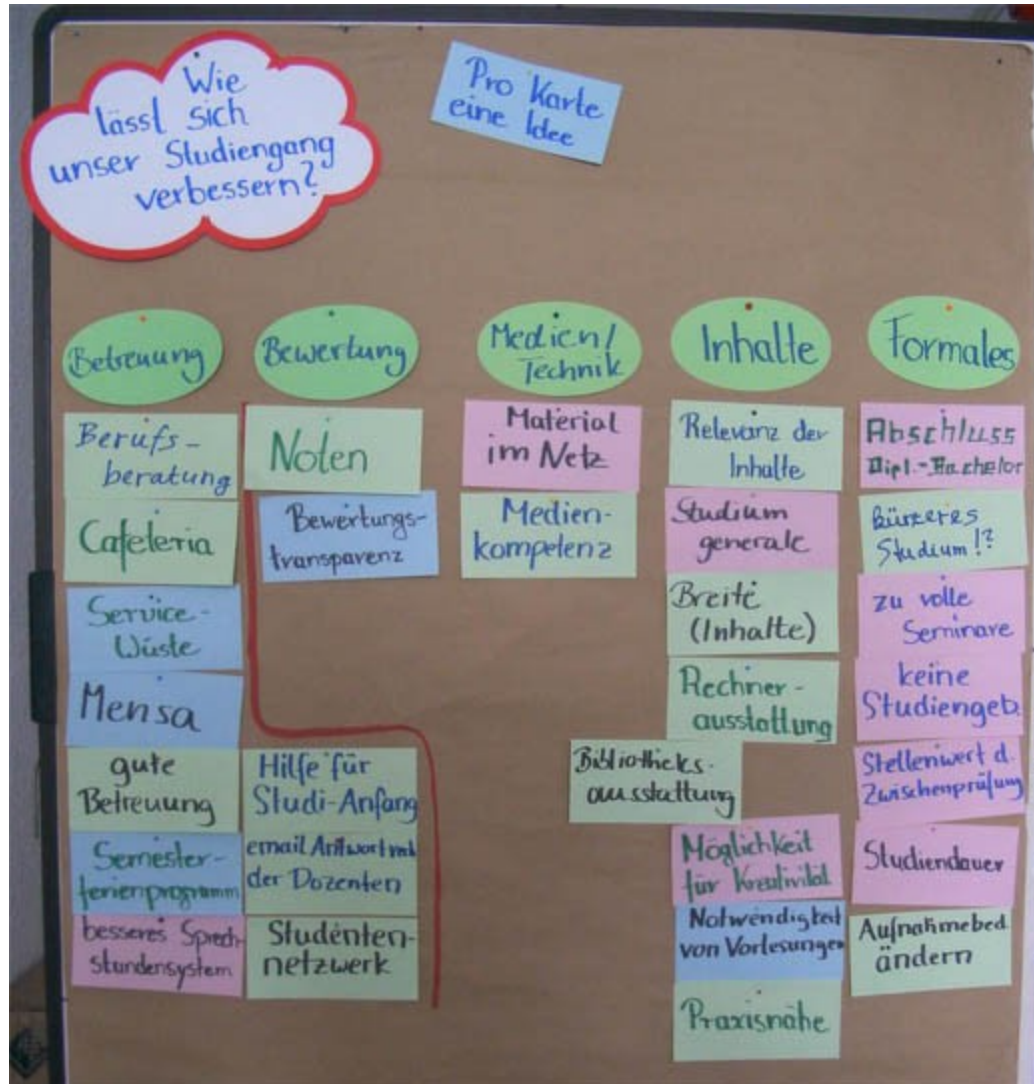 Wie
lässt sich
unser Studiengang
verbessern?
Pro Karte
eine Idee
Betreuung
Berufs-
beratung
Cafeteria
Service-
Wüste
Mensa
gute
Betreuung
Semester-
ferienprogramm
besseres Sprech-
stundensystem
Hilfe für
Studi-Anfang
email Antwort
der Dozenten
Studenten-
netzwerk
Bewertung
Noten
Bewertungs-
transparenz
Medien/
Technik
Material
im Netz
Medien-
kompetenz
Bibliotheks-
ausstattung
Inhalte
Relevanz der
Inhalte
Studium
generale
Breite
(Inhalte)
Rechner-
ausstattung
Möglichkeit
für Kreativität
Notwendigkeit
von Vorlesungen
Praxisnähe
Formales
Abschluss
Dipl.-Bachelor
kürzeres
Studium!?
zu volle
Seminare
keine
Studiengeb.
Stellenwert d.
Zwischenprüfung
Studiendauer
Aufnahmebed.
ändern